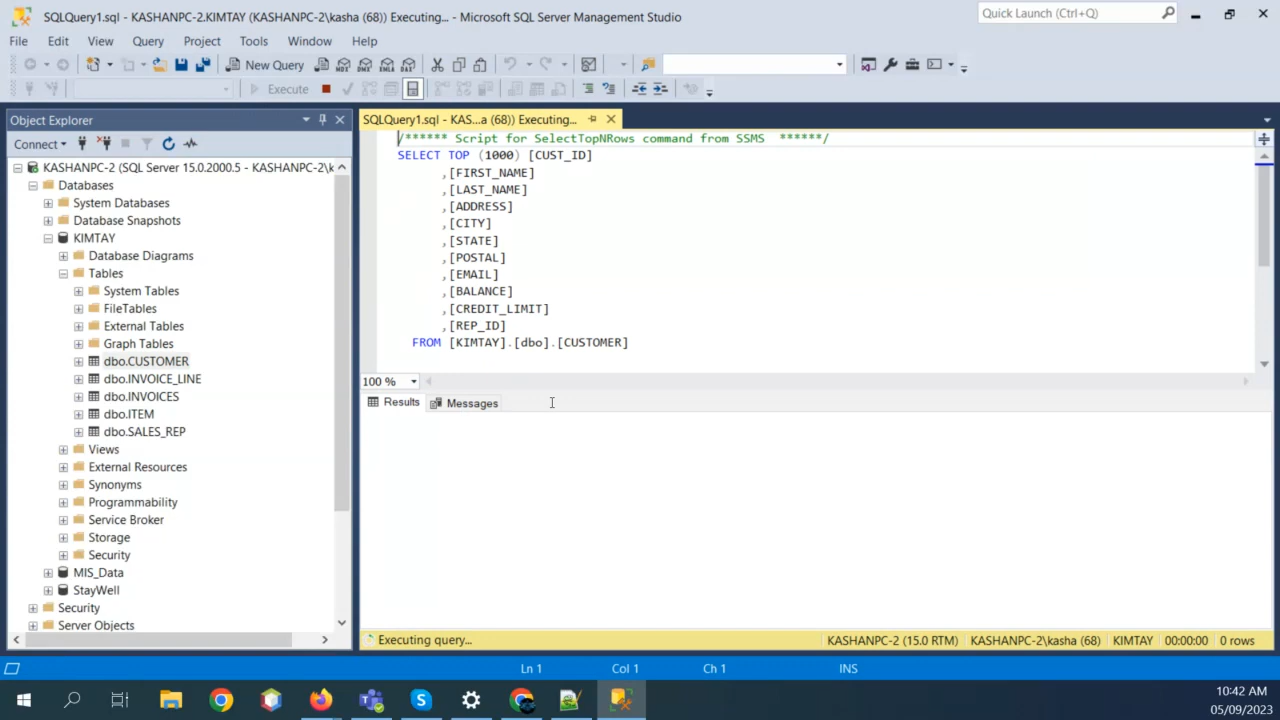 SQLQuery1.sql - KASHANPC-2.KIMTAY (KASHANPC-2\kasha (68)) Executing... - Microsoft SQL Server Management Studio
Quick Launch (Ctrl+Q)
File Edit View Query Project Tools Window Help
New Query
MDX DMX XMLA DAX
Execute
Object Explorer
SQLQuery1.sql - KAS...a (68)) Executing...
Connect
KASHANPC-2 (SQL Server 15.0.2000.5 - KASHANPC-2\k
Databases
System Databases
Database Snapshots
KIMTAY
Database Diagrams
Tables
System Tables
FileTables
External Tables
Graph Tables
dbo.CUSTOMER
dbo.INVOICE_LINE
dbo.INVOICES
dbo.ITEM
dbo.SALES_REP
Views
External Resources
Synonyms
Programmability
Service Broker
Storage
Security
MIS_Data
StayWell
Security
Server Objects
/****** Script for SelectTopNRows command from SSMS  ******/
SELECT TOP (1000) [CUST_ID]
,[FIRST_NAME]
,[LAST_NAME]
,[ADDRESS]
,[CITY]
,[STATE]
,[POSTAL]
,[EMAIL]
,[BALANCE]
,[CREDIT_LIMIT]
,[REP_ID]
FROM [KIMTAY].[dbo].[CUSTOMER]
100 %
Results Messages
Executing query...
KASHANPC-2 (15.0 RTM) KASHANPC-2\kasha (68) KIMTAY 00:00:00 0 rows
Ln 1 Col 1 Ch 1 INS
10:42 AM
05/09/2023